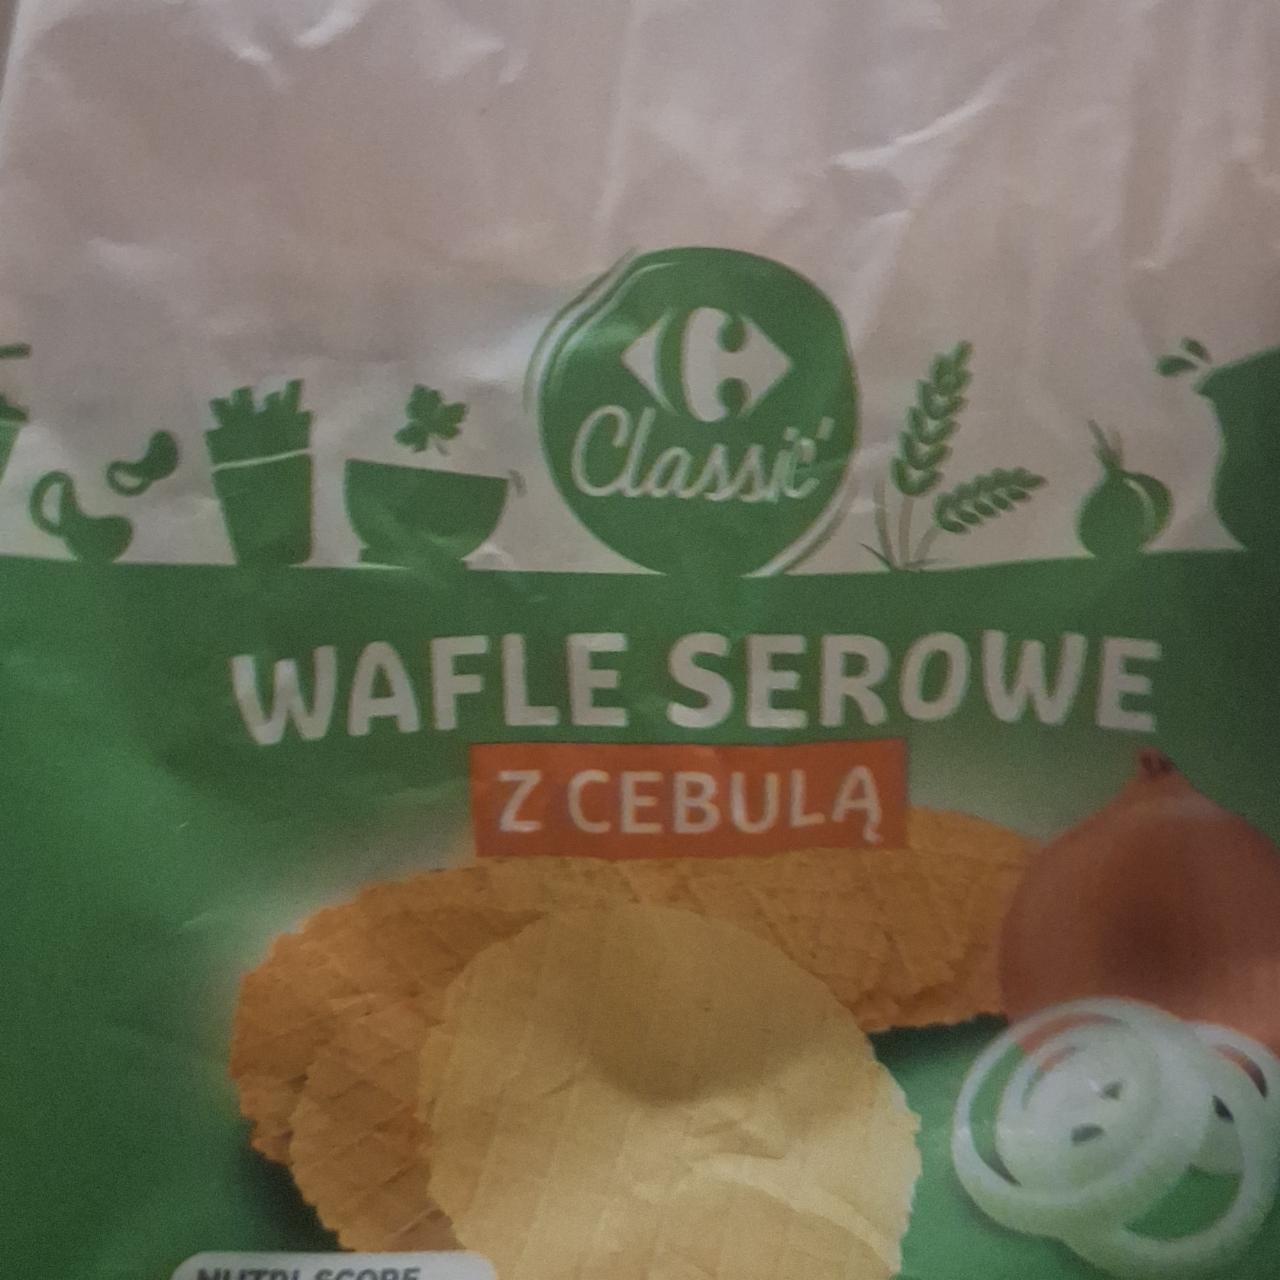 Classic
WAFLE SEROWE
Z CEBULĄ
NUTRI-SCORE